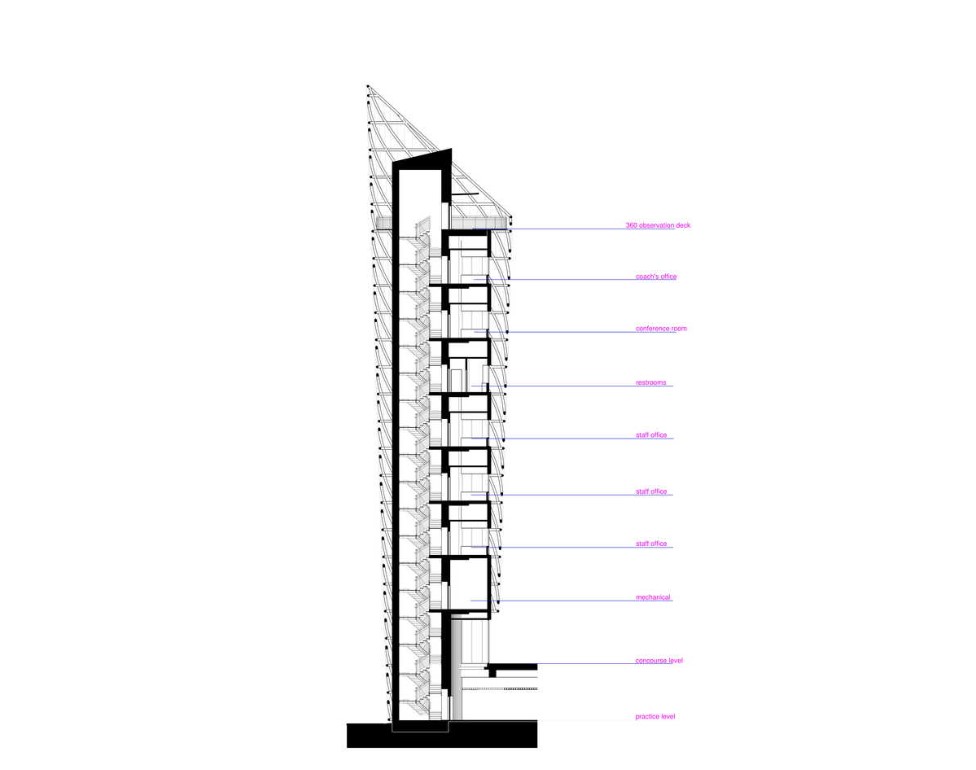 360 observation deck
coach's office
conference room
restrooms
staff office
staff office
staff office
mechanical
concourse level
practice level